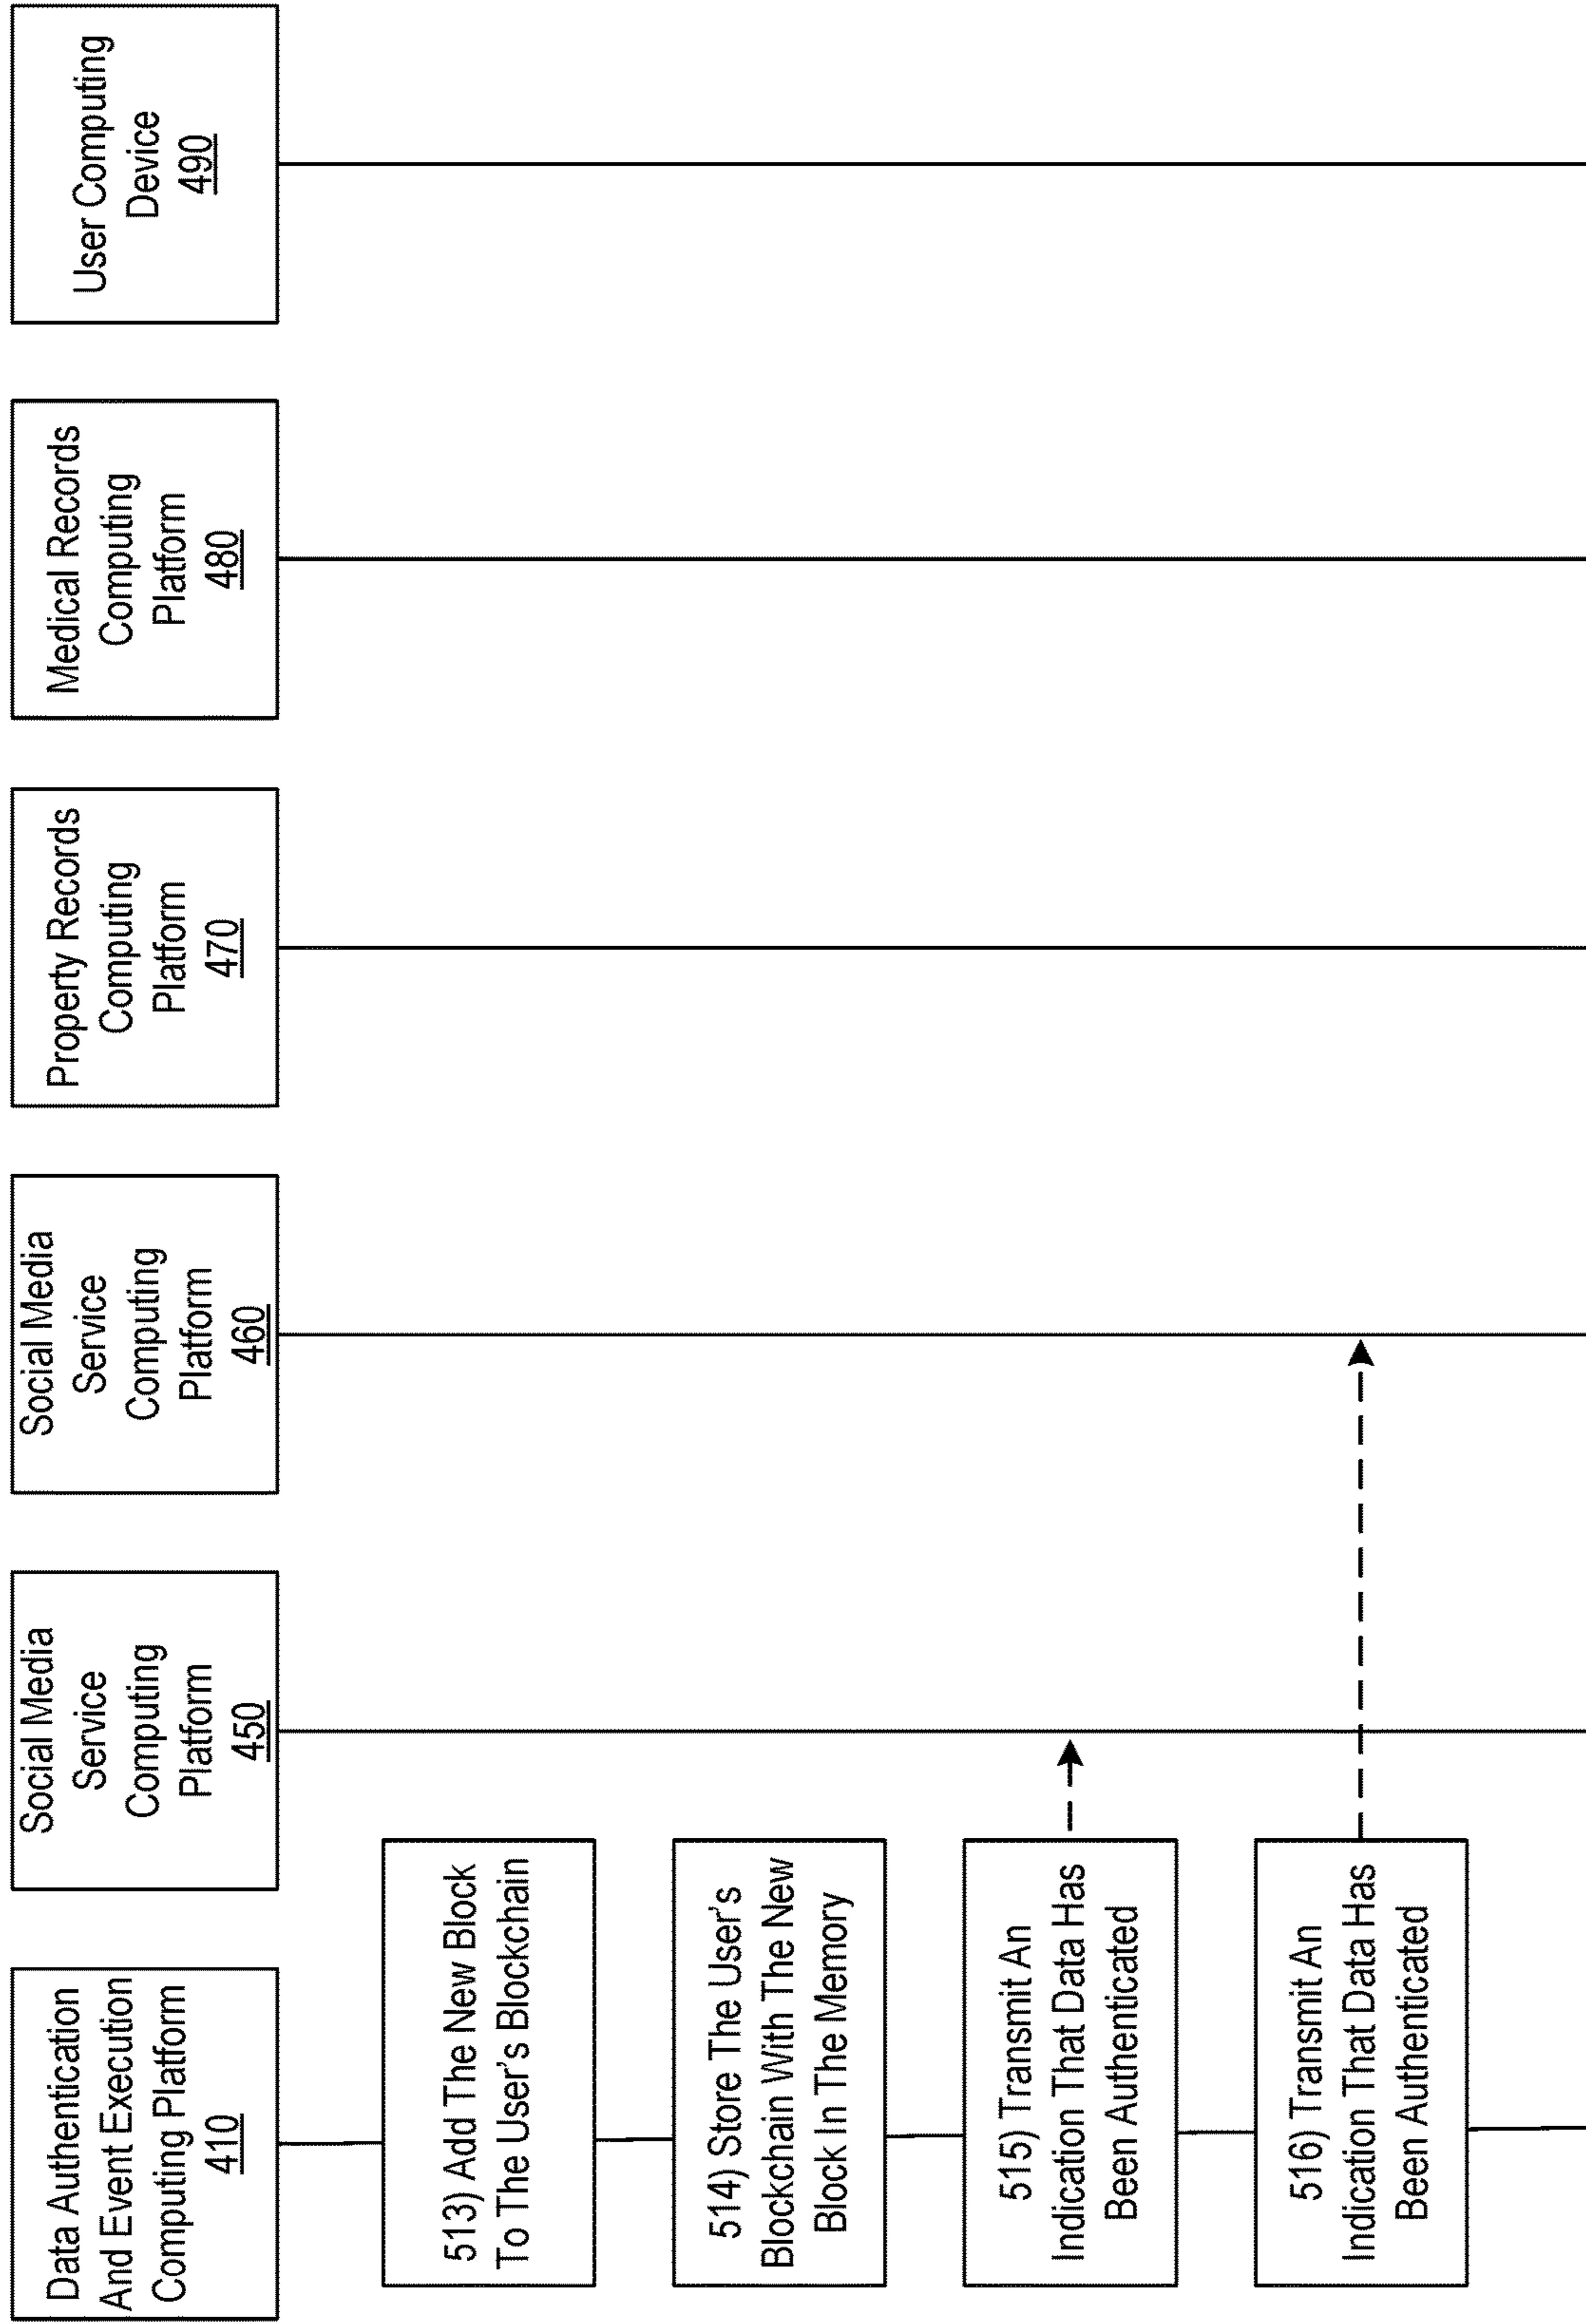 Data Authentication
And Event Execution
Computing Platform
410
Social Media
Service
Computing
Platform
450
Social Media
Service
Computing
Platform
460
Property Records
Computing
Platform
470
Medical Records
Computing
Platform
480
User Computing
Device
490
513) Add The New Block
To The User's Blockchain
514) Store The User's
Blockchain With The New
Block In The Memory
515) Transmit An
Indication That Data Has
Been Authenticated
516) Transmit An
Indication That Data Has
Been Authenticated